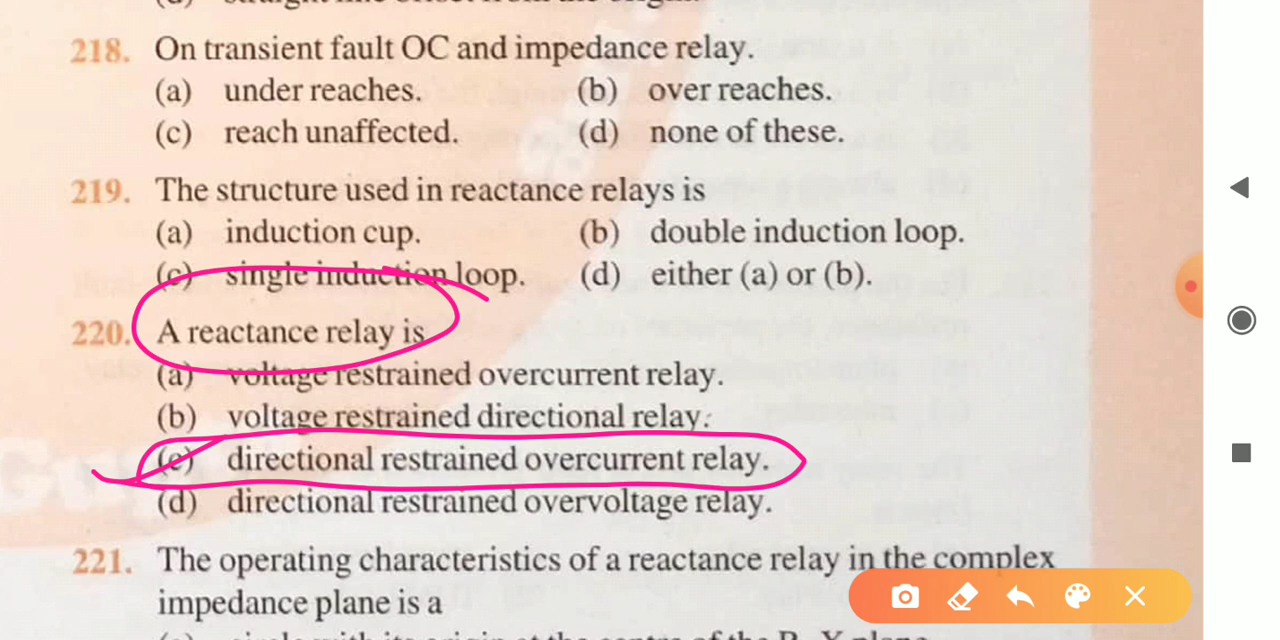 218. On transient fault OC and impedance relay.
(a) under reaches. (b) over reaches.
(c) reach unaffected. (d) none of these.
219. The structure used in reactance relays is
(a) induction cup. (b) double induction loop.
(c) single induction loop. (d) either (a) or (b).
220. A reactance relay is
(a) voltage restrained overcurrent relay.
(b) voltage restrained directional relay.
(c) directional restrained overcurrent relay.
(d) directional restrained overvoltage relay.
221. The operating characteristics of a reactance relay in the complex
impedance plane is a